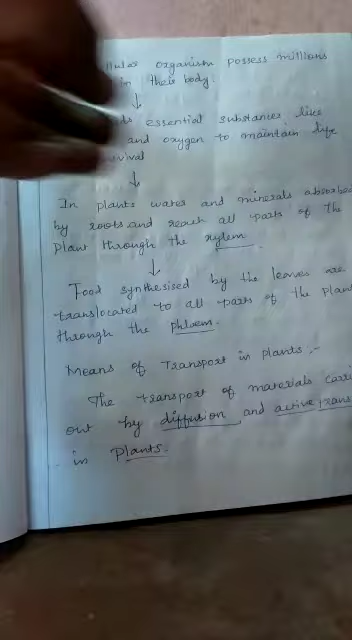 organism possess millions
in their body.
↓
essential substances like
and oxygen to maintain life
↓
In plants water and minerals absorbed
by roots and reach all parts of the
plant through the xylem.
↓
Food synthesised by the leaves are
translocated to all parts of the plant
through the phloem.
Means of Transport in plants :-
The transport of materials carri
out by diffusion and active trans
in plants.